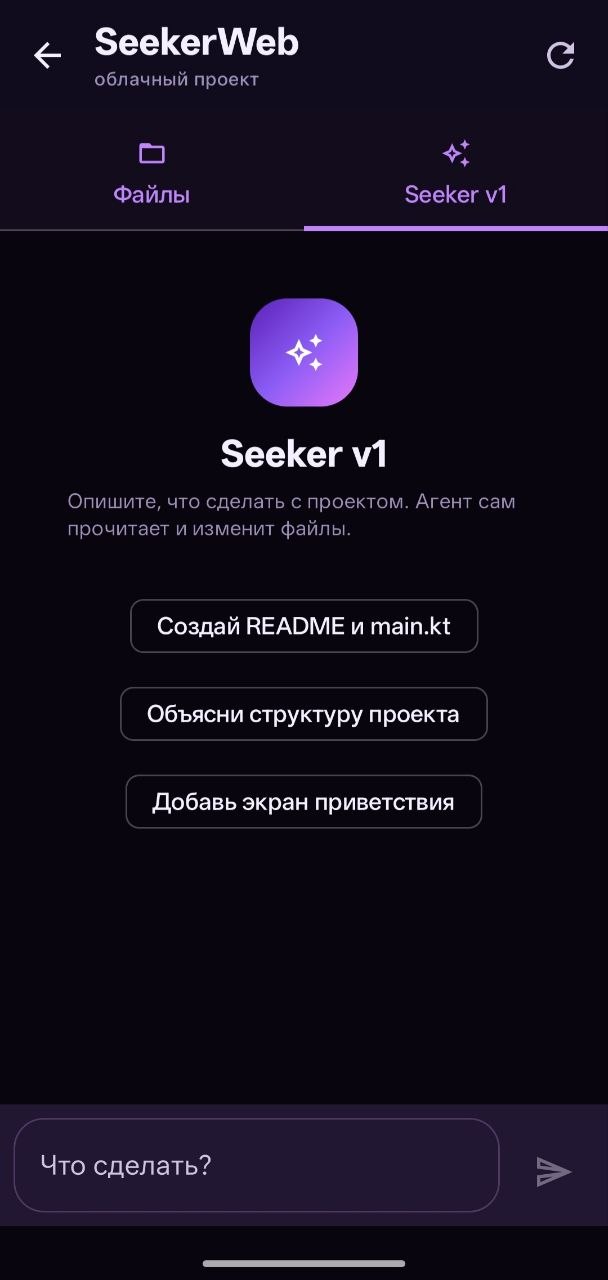 SeekerWeb
облачный проект
Файлы
Seeker v1
Seeker v1
Опишите, что сделать с проектом. Агент сам
прочитает и изменит файлы.
Создай README и main.kt
Объясни структуру проекта
Добавь экран приветствия
Что сделать?